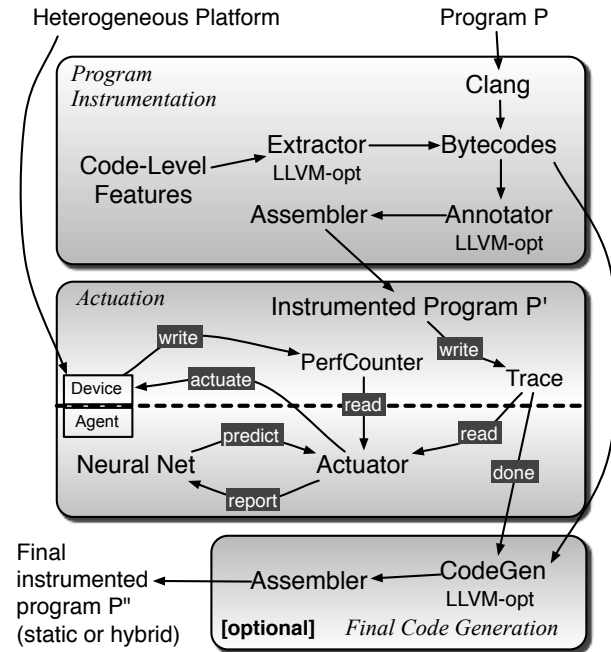 Heterogeneous Platform
Program P
Program
Instrumentation
Clang
Extractor
LLVM-opt
Bytecodes
Code-Level
Features
Assembler
Annotator
LLVM-opt
Actuation
Instrumented Program P'
write
write
PerfCounter
Trace
Device
actuate
read
Agent
predict
read
Neural Net
Actuator
report
done
Final
instrumented
program P"
(static or hybrid)
Assembler
CodeGen
LLVM-opt
[optional]
Final Code Generation